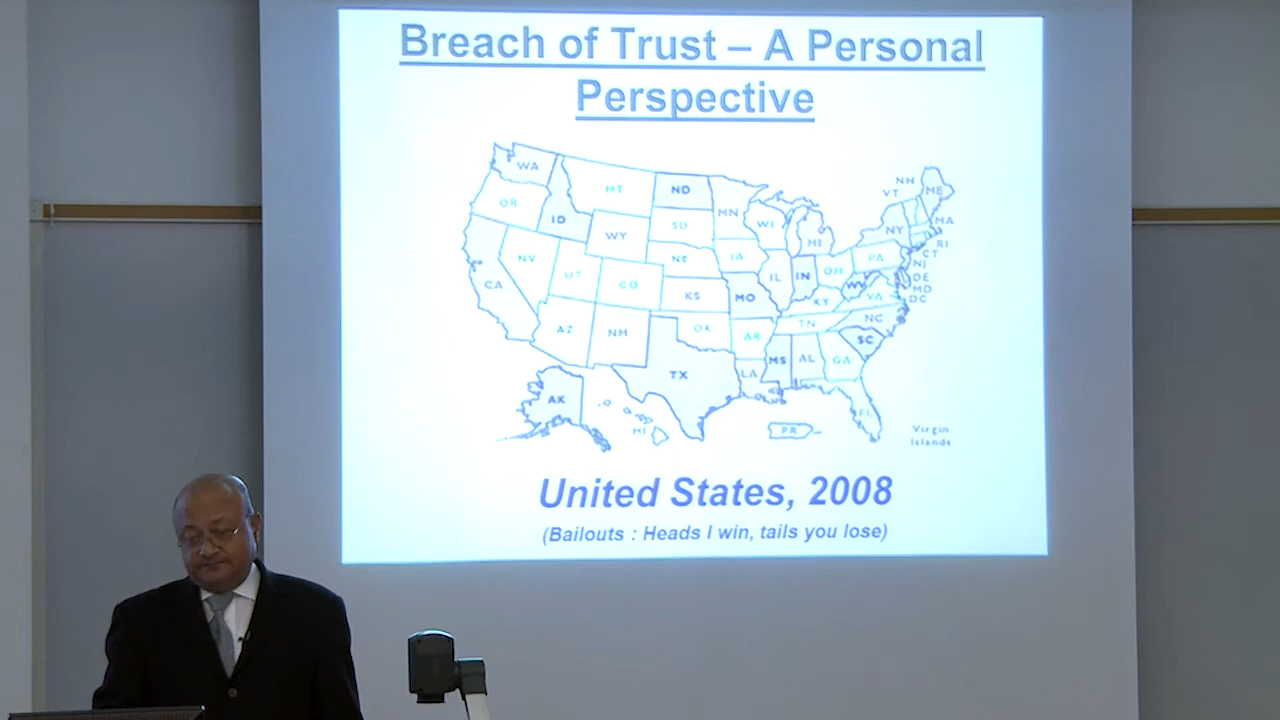 Breach of Trust – A Personal
Perspective
WA
MT
ND
MN
OR
ID
WY
SD
WI
MI
NH
VT
ME
NY
MA
RI
CT
NJ
DE
MD
DC
NV
UT
CO
NE
IA
IL
IN
OH
PA
CA
KS
MO
KY
WV
VA
AZ
NM
OK
AR
TN
NC
SC
TX
LA
MS
AL
GA
FL
AK
HI
PR
Virgin
Islands
United States, 2008
(Bailouts : Heads I win, tails you lose)